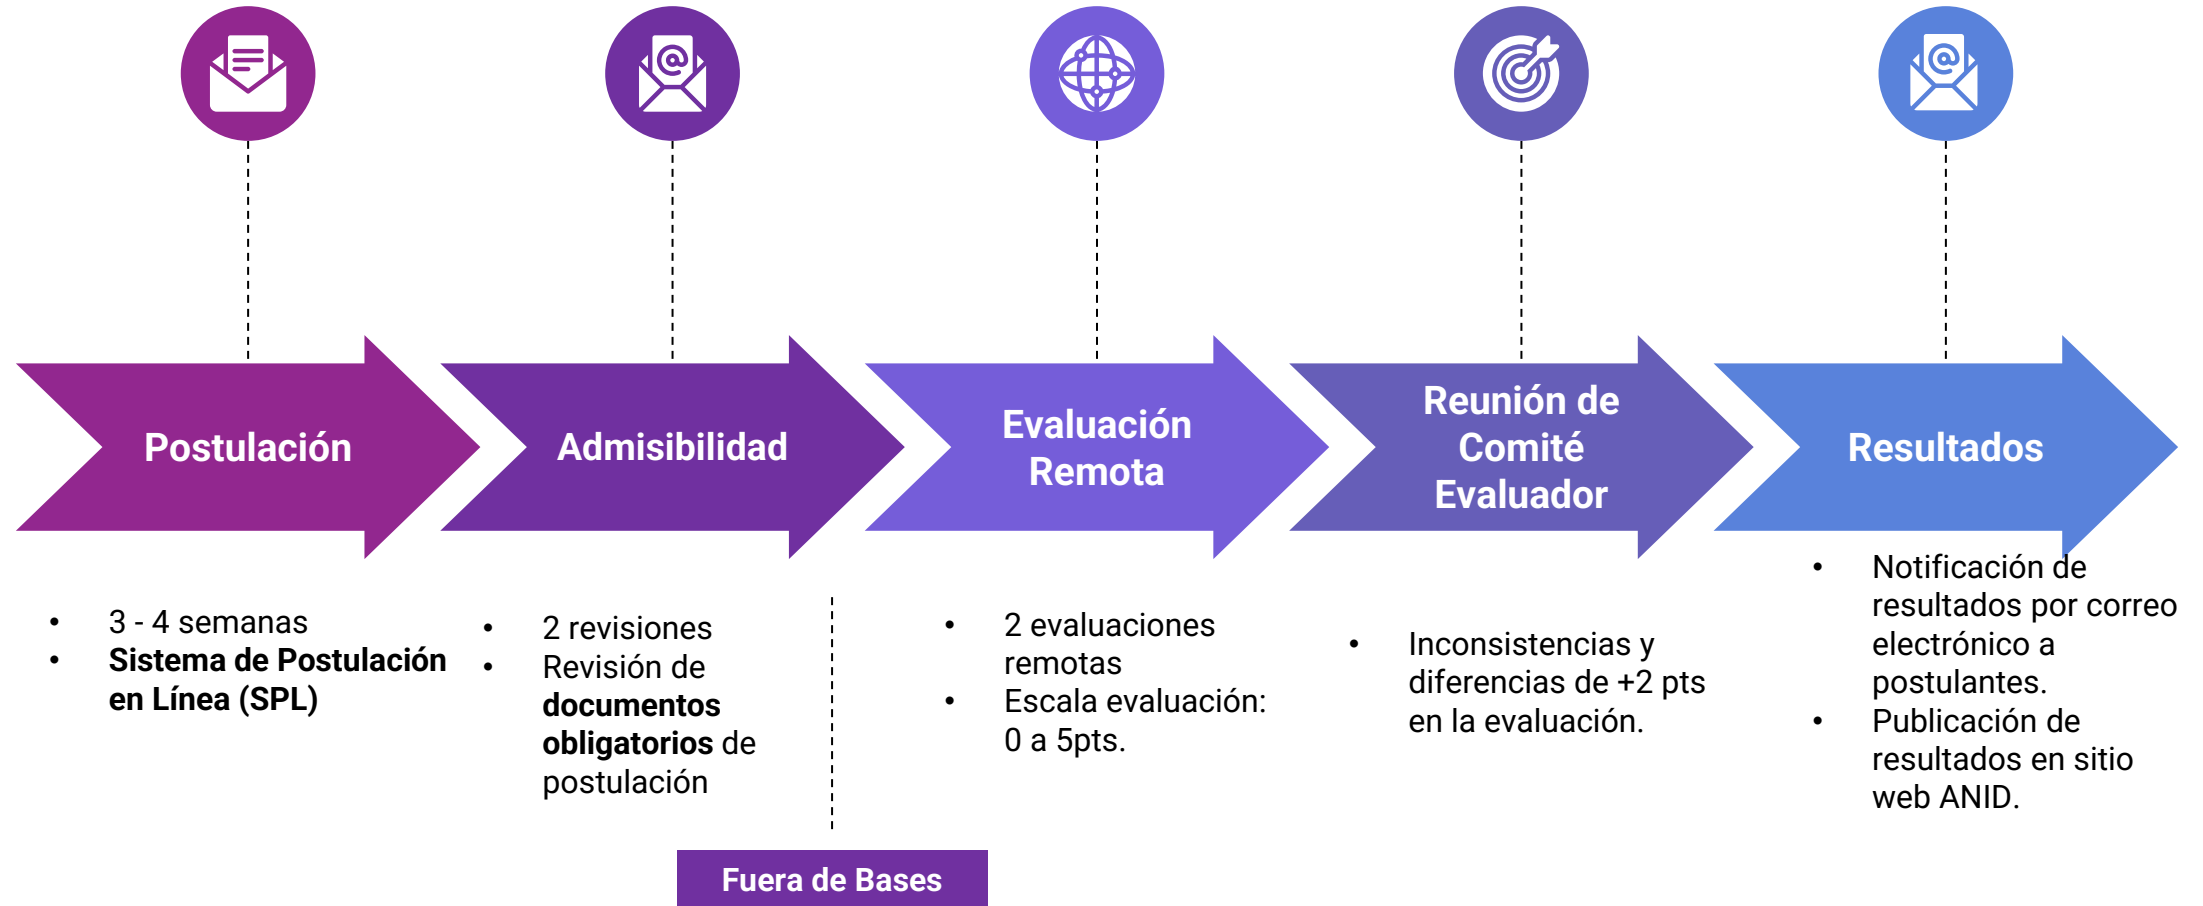 Postulación
Admisibilidad
Evaluación
Remota
Reunión de
Comité
Evaluador
Resultados
• 3 - 4 semanas
• Sistema de Postulación
en Línea (SPL)
• 2 revisiones
• Revisión de
documentos
obligatorios de
postulación
Fuera de Bases
• 2 evaluaciones
remotas
• Escala evaluación:
0 a 5pts.
• Inconsistencias y
diferencias de +2 pts
en la evaluación.
• Notificación de
resultados por correo
electrónico a
postulantes.
• Publicación de
resultados en sitio
web ANID.